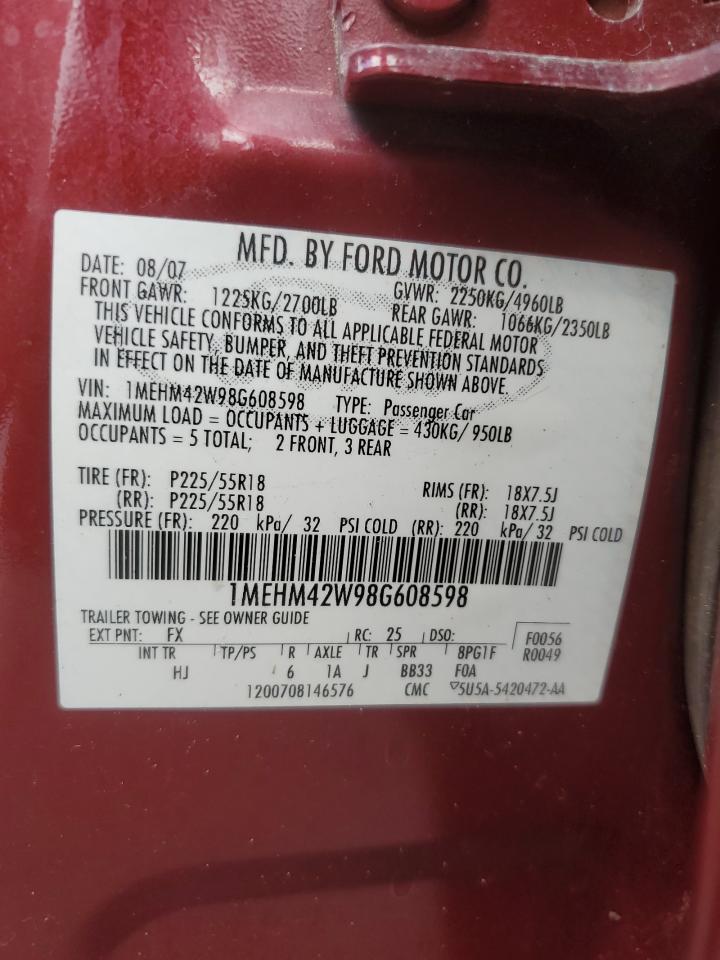 MFD. BY FORD MOTOR CO.
DATE: 08/07 GVWR: 2250KG/4960LB
FRONT GAWR: 1225KG/2700LB REAR GAWR: 1066KG/2350LB
THIS VEHICLE CONFORMS TO ALL APPLICABLE FEDERAL MOTOR
VEHICLE SAFETY, BUMPER, AND THEFT PREVENTION STANDARDS
IN EFFECT ON THE DATE OF MANUFACTURE SHOWN ABOVE.
VIN: 1MEHM42W98G608598 TYPE: Passenger Car
MAXIMUM LOAD = OCCUPANTS + LUGGAGE = 430KG/ 950LB
OCCUPANTS = 5 TOTAL; 2 FRONT, 3 REAR
TIRE (FR): P225/55R18 RIMS (FR): 18X7.5J
(RR): P225/55R18 (RR): 18X7.5J
PRESSURE (FR): 220 kPa/ 32 PSI COLD (RR): 220 kPa/ 32 PSI COLD
1MEHM42W98G608598
TRAILER TOWING - SEE OWNER GUIDE
EXT PNT: FX RC: 25 DSO: F0056
INT TR TP/PS R AXLE TR SPR 8PG1F R0049
HJ 6 1A J BB33 F0A
1200708146576 CMC ▽5U5A-5420472-AA